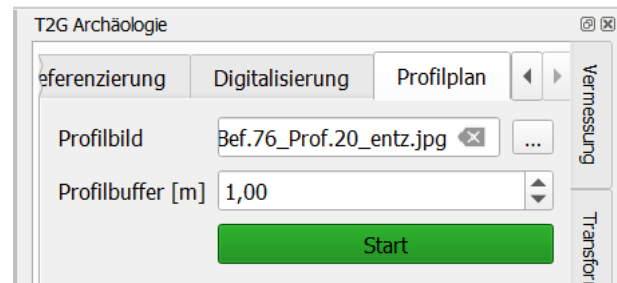 T2G Archäologie
eferenzierung Digitalisierung Profilplan
Profilbild Bef.76_Prof.20_entz.jpg ...
Profilbuffer [m] 1,00
Start
Vermessung
Transfor